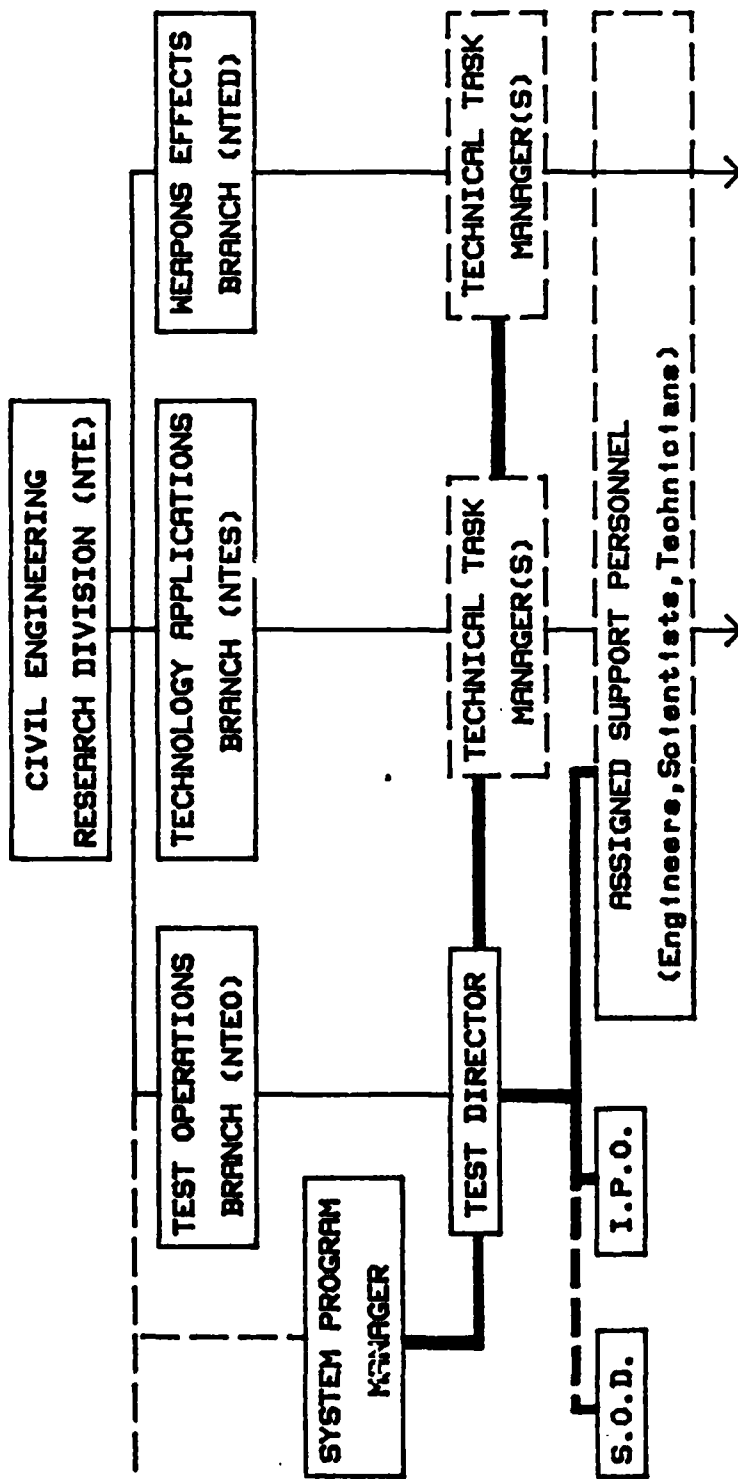 CIVIL ENGINEERING
RESEARCH DIVISION (NTE)
TEST OPERATIONS
BRANCH (NTEO)
TECHNOLOGY APPLICATIONS
BRANCH (NTES)
WEAPONS EFFECTS
BRANCH (NTED)
SYSTEM PROGRAM
MANAGER
TEST DIRECTOR
TECHNICAL TASK
MANAGER(S)
TECHNICAL TASK
MANAGER(S)
S.O.D.
I.P.O.
ASSIGNED SUPPORT PERSONNEL
(Engineers,Scientists,Technicians)